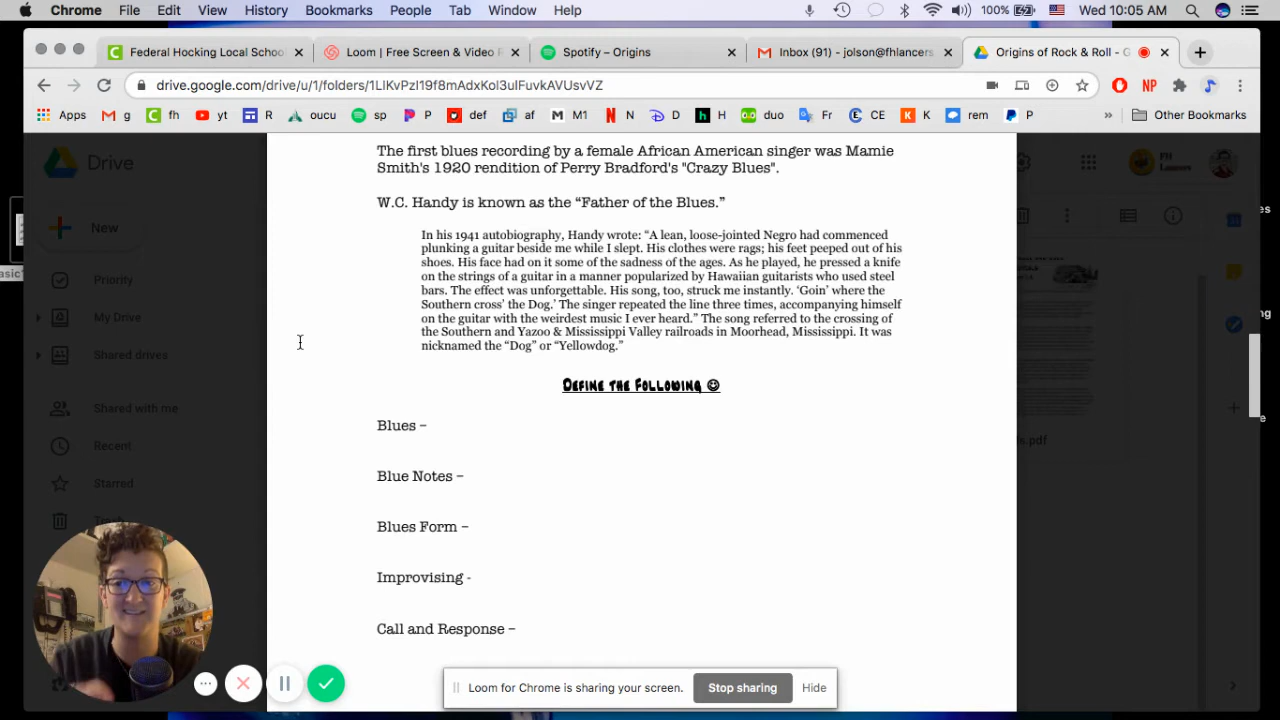 Chrome File Edit View History Bookmarks People Tab Window Help 100% Wed 10:05 AM
Federal Hocking Local Schoo Loom | Free Screen & Video R Spotify – Origins Inbox (91) - jolson@fhlancers. Origins of Rock & Roll - G
drive.google.com/drive/u/1/folders/1LlKvPzI19f8mAdxKoI3uIFuvkAVUsvVZ NP
Apps g fh yt R oucu sp P def af M1 N D H duo Fr CE K rem P » Other Bookmarks
Drive
New
Priority
My Drive
Shared drives
Shared with me
Recent
Starred
The first blues recording by a female African American singer was Mamie
Smith's 1920 rendition of Perry Bradford's "Crazy Blues".
W.C. Handy is known as the “Father of the Blues.”
In his 1941 autobiography, Handy wrote: “A lean, loose-jointed Negro had commenced
plunking a guitar beside me while I slept. His clothes were rags; his feet peeped out of his
shoes. His face had on it some of the sadness of the ages. As he played, he pressed a knife
on the strings of a guitar in a manner popularized by Hawaiian guitarists who used steel
bars. The effect was unforgettable. His song, too, struck me instantly. ‘Goin’ where the
Southern cross’ the Dog.’ The singer repeated the line three times, accompanying himself
on the guitar with the weirdest music I ever heard.” The song referred to the crossing of
the Southern and Yazoo & Mississippi Valley railroads in Moorhead, Mississippi. It was
nicknamed the “Dog” or “Yellowdog.”
Define the Following ☺
Blues –
Blue Notes –
Blues Form –
Improvising -
Call and Response –
Loom for Chrome is sharing your screen. Stop sharing Hide